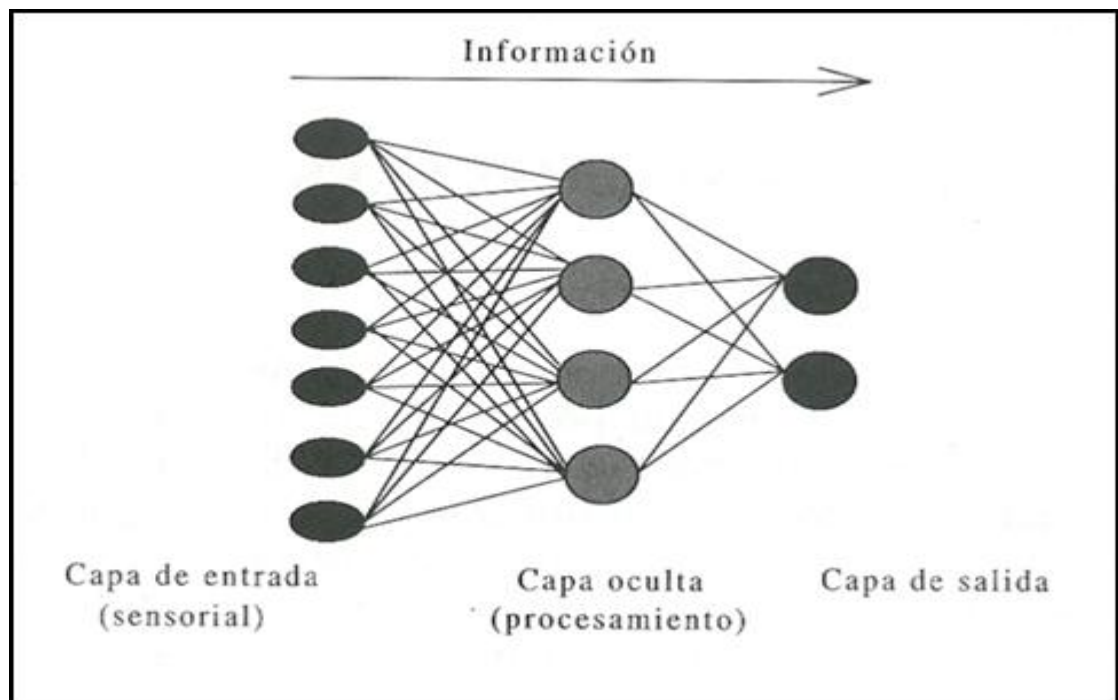 Información
Capa de entrada
(sensorial)
Capa oculta
(procesamiento)
Capa de salida